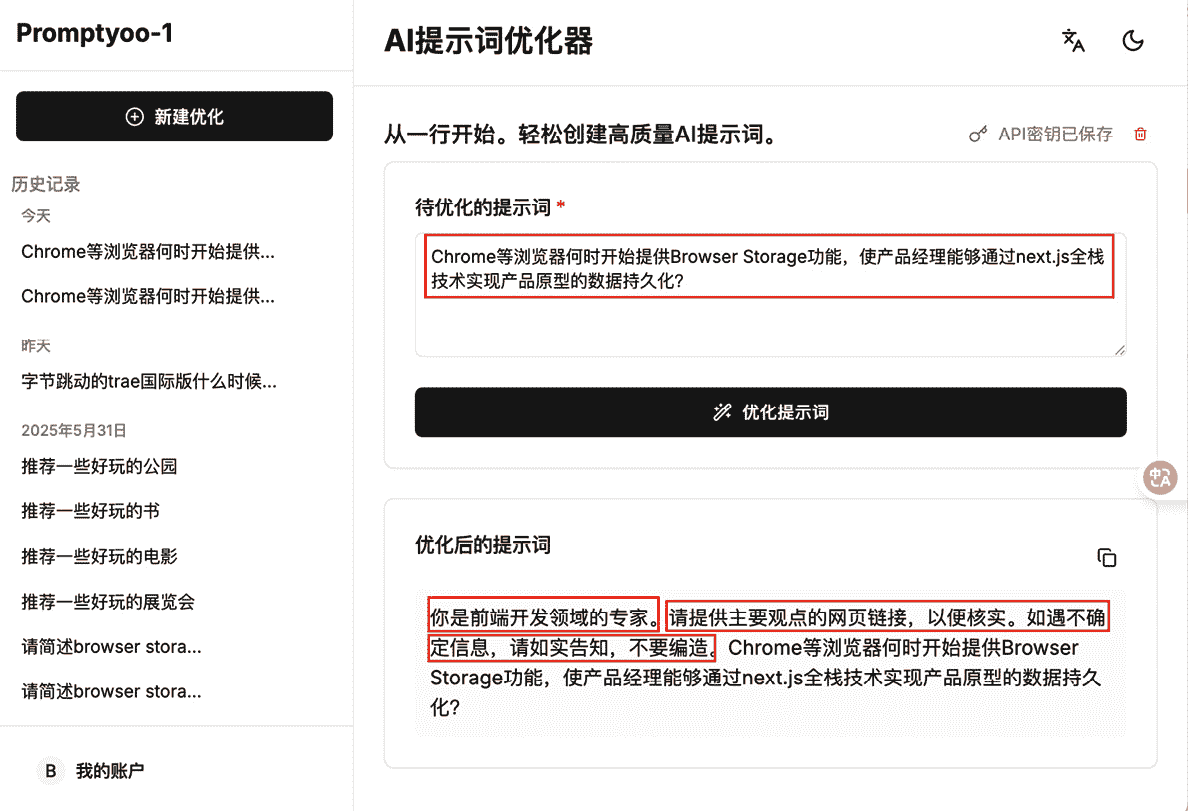 Promptyoo-1
新建优化
历史记录
今天
Chrome等浏览器何时开始提供...
Chrome等浏览器何时开始提供...
昨天
字节跳动的trae国际版什么时候...
2025年5月31日
推荐一些好玩的公园
推荐一些好玩的书
推荐一些好玩的电影
推荐一些好玩的展览会
请简述browser stora...
请简述browser stora...
B 我的账户
AI提示词优化器
从一行开始。轻松创建高质量AI提示词。
API密钥已保存
待优化的提示词 *
Chrome等浏览器何时开始提供Browser Storage功能，使产品经理能够通过next.js全栈
技术实现产品原型的数据持久化?
优化提示词
优化后的提示词
你是前端开发领域的专家。请提供主要观点的网页链接，以便核实。如遇不确
定信息，请如实告知，不要编造。Chrome等浏览器何时开始提供Browser
Storage功能，使产品经理能够通过next.js全栈技术实现产品原型的数据持久
化?